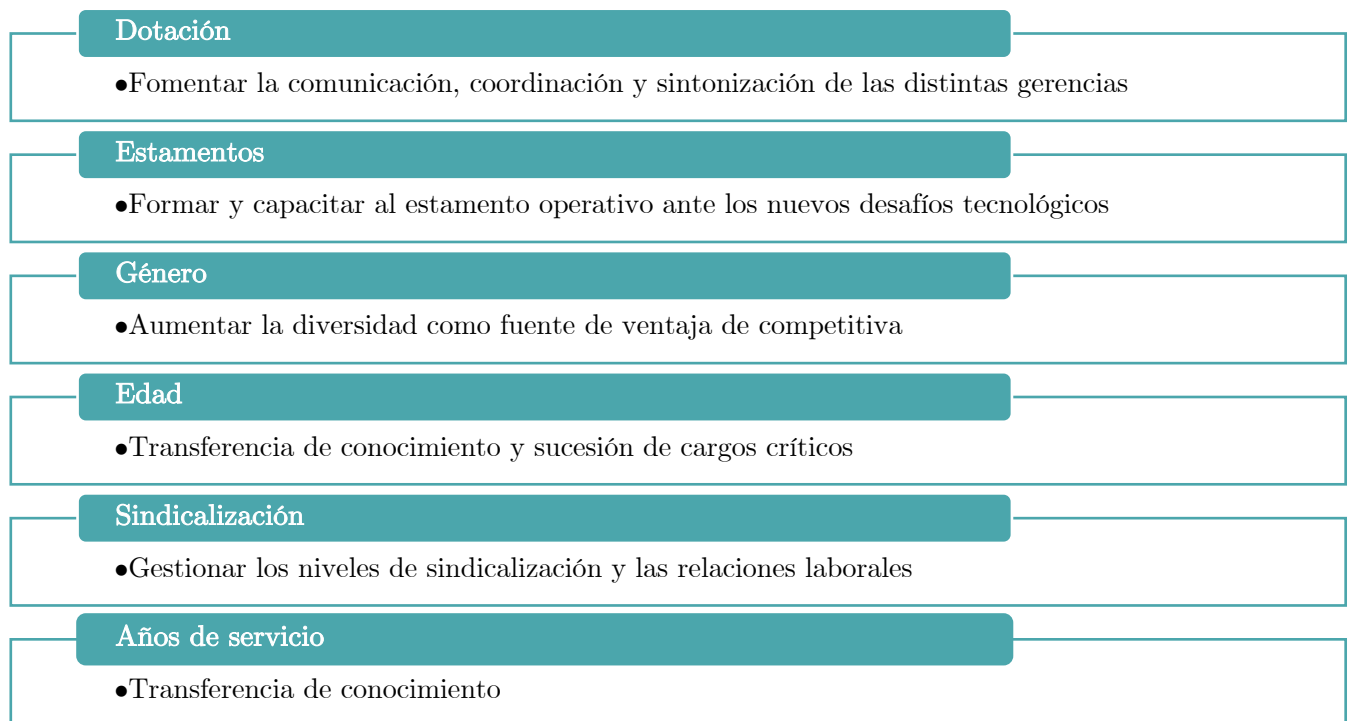 Dotación
•Fomentar la comunicación, coordinación y sintonización de las distintas gerencias
Estamentos
•Formar y capacitar al estamento operativo ante los nuevos desafíos tecnológicos
Género
•Aumentar la diversidad como fuente de ventaja de competitiva
Edad
•Transferencia de conocimiento y sucesión de cargos críticos
Sindicalización
•Gestionar los niveles de sindicalización y las relaciones laborales
Años de servicio
•Transferencia de conocimiento